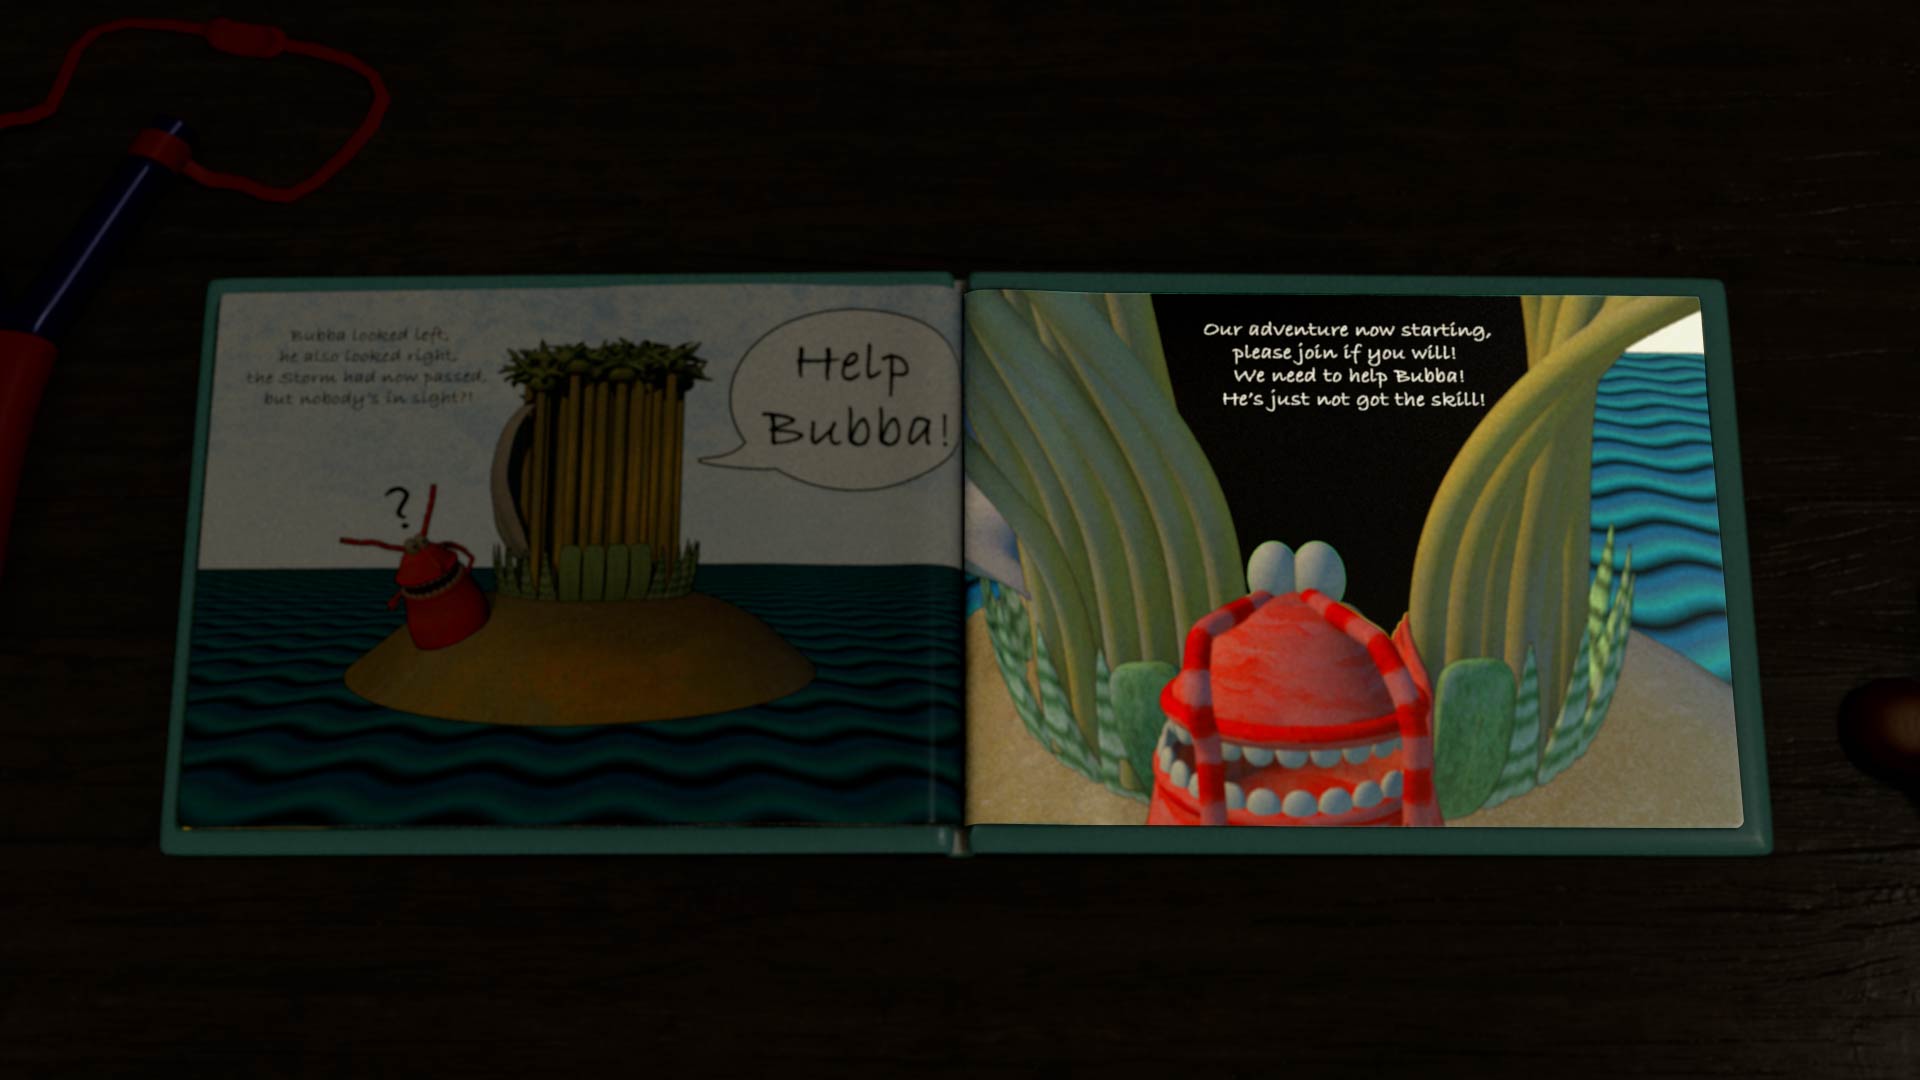 Bubba looked left,
he also looked right,
the Storm had now passed,
but nobody's in sight?!
?
Help
Bubba!
Our adventure now starting,
please join if you will!
We need to help Bubba!
He's just not got the skill!